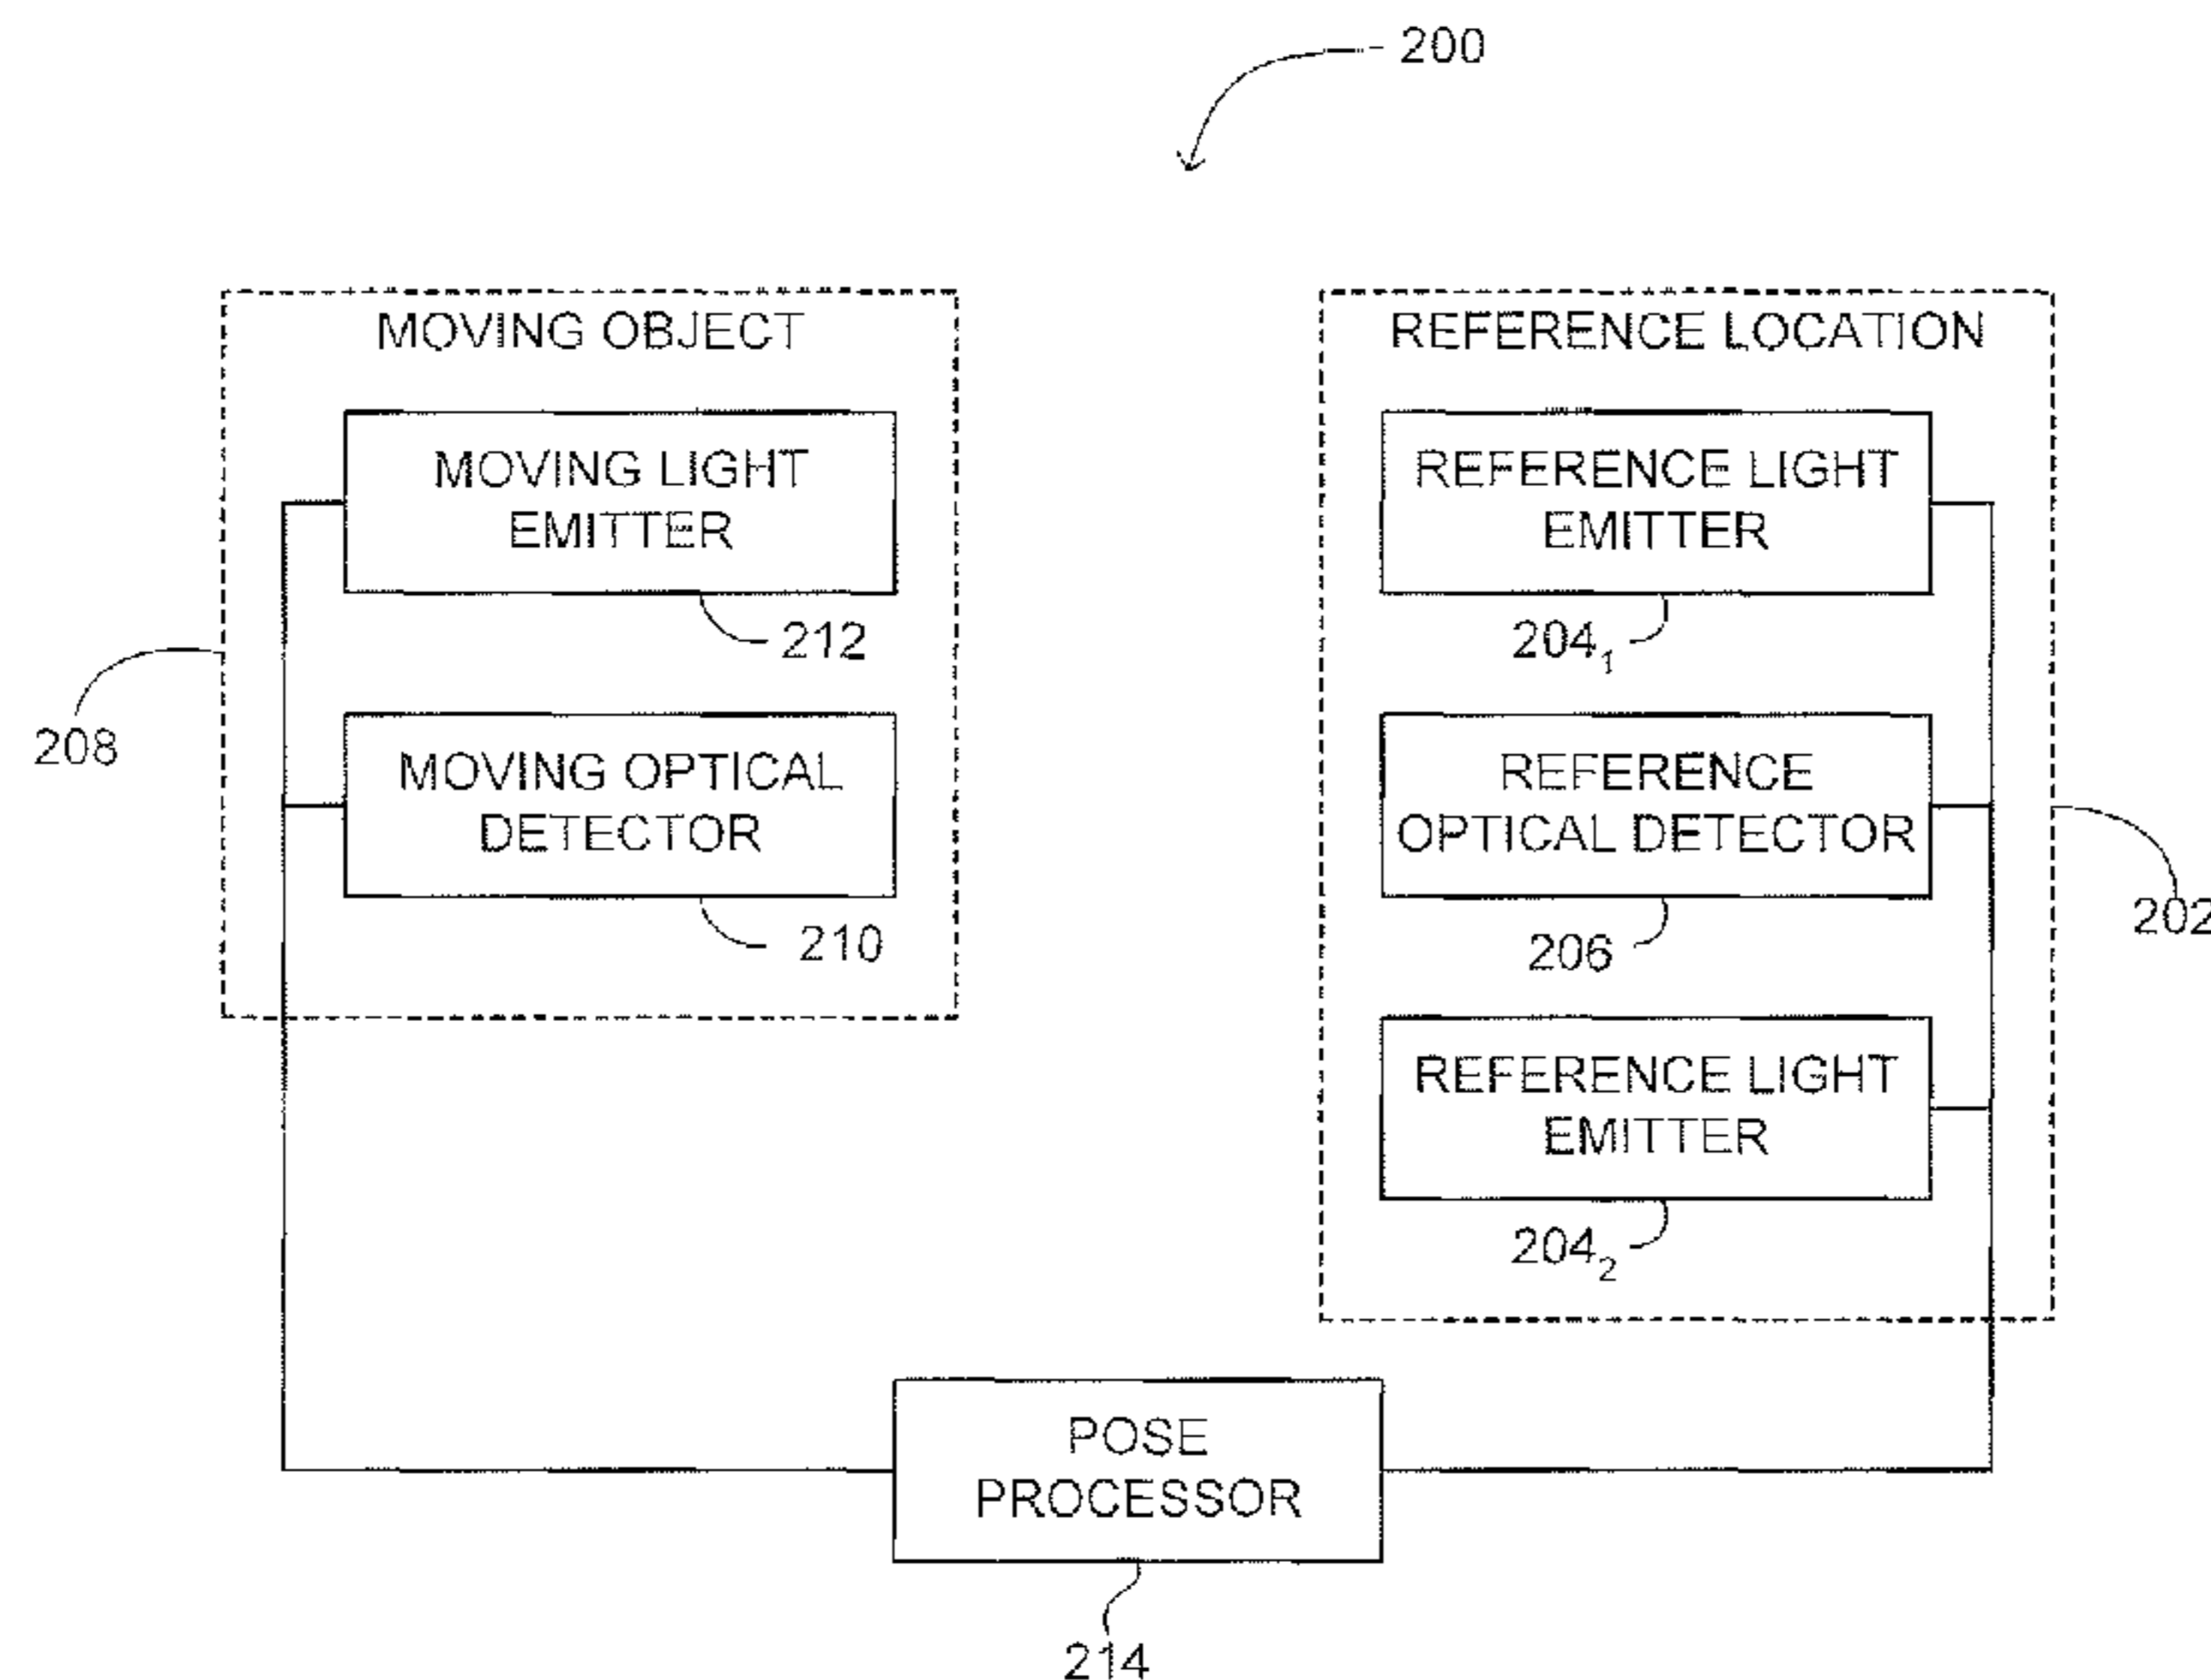 200
MOVING OBJECT
MOVING LIGHT
EMITTER
212
208
MOVING OPTICAL
DETECTOR
210
REFERENCE LOCATION
REFERENCE LIGHT
EMITTER
204₁
REFERENCE
OPTICAL DETECTOR
206
202
REFERENCE LIGHT
EMITTER
204₂
POSE
PROCESSOR
214